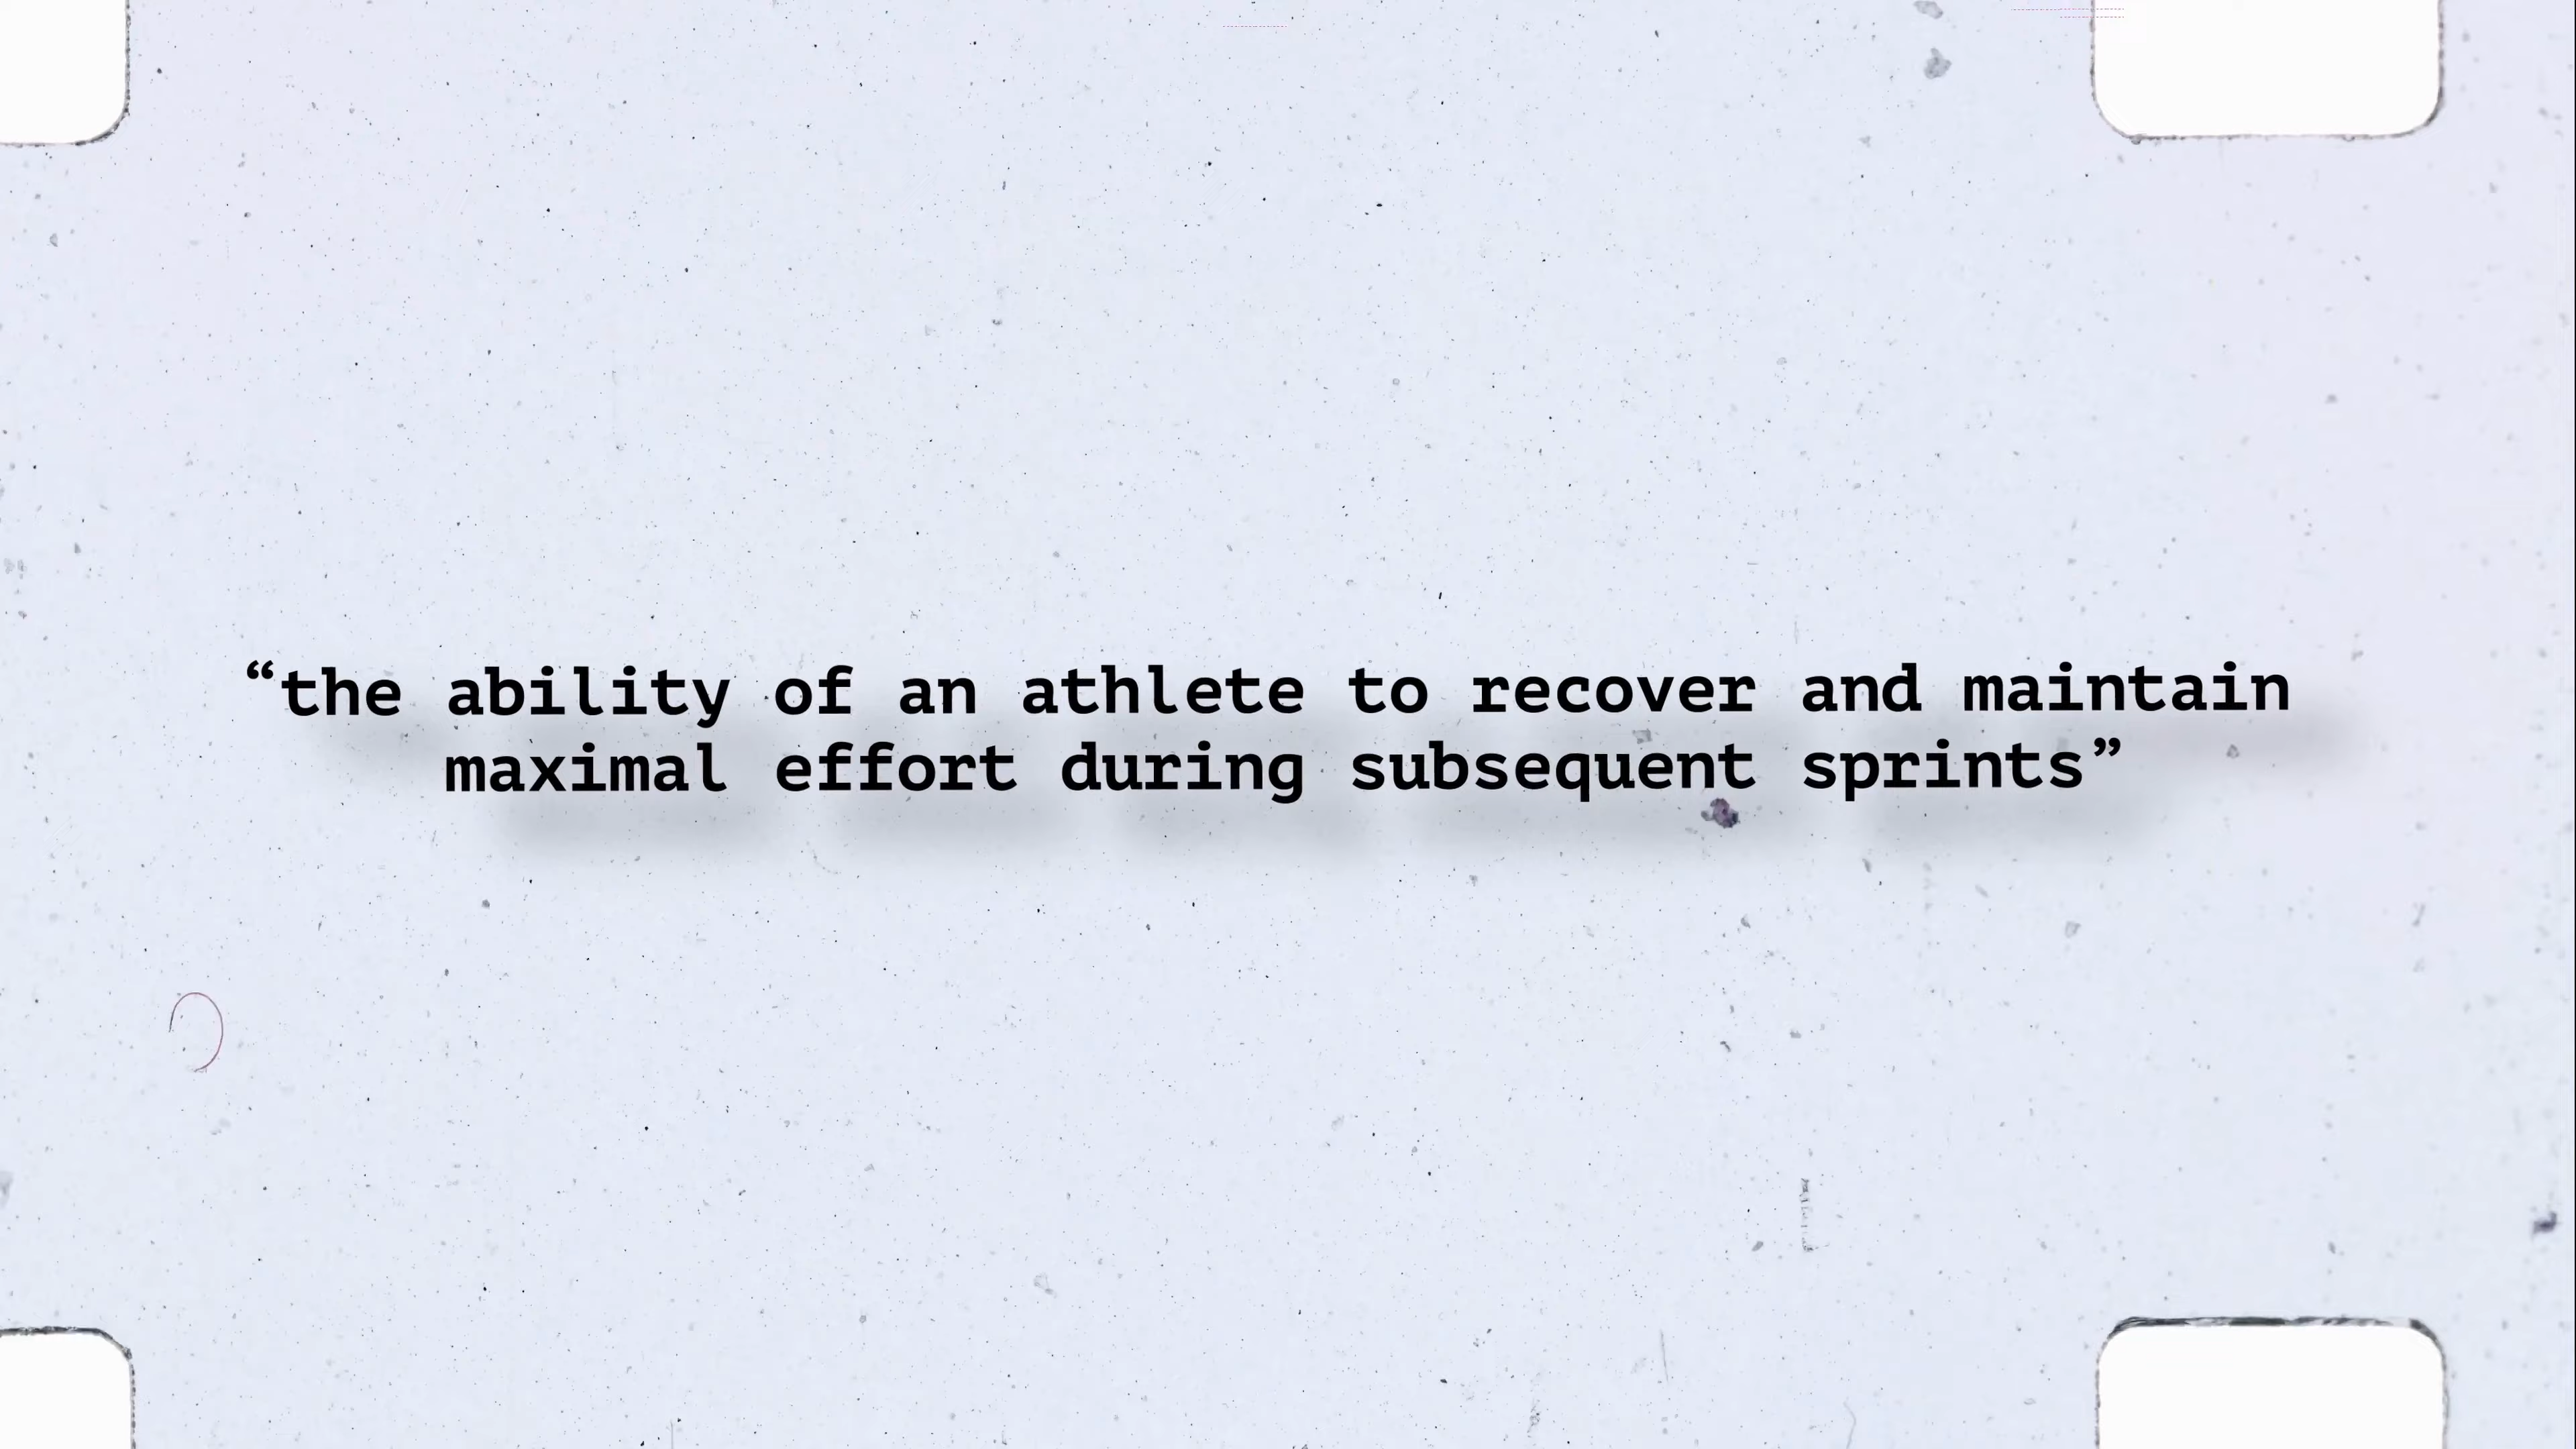 “the ability of an athlete to recover and maintain
maximal effort during subsequent sprints”